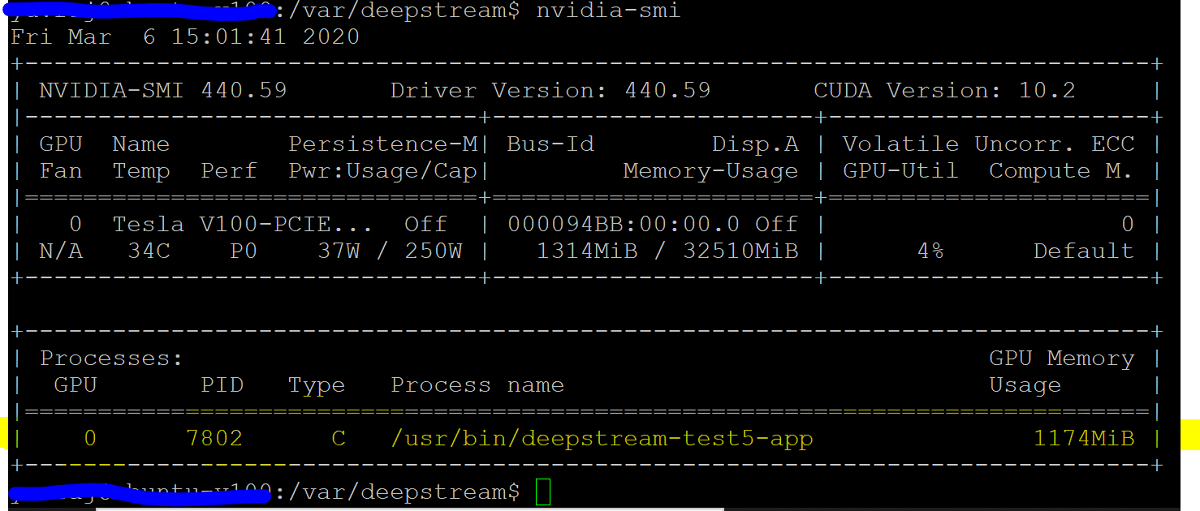 :/var/deepstream$ nvidia-smi
Fri Mar  6 15:01:41 2020
+-----------------------------------------------------------------------------+
| NVIDIA-SMI 440.59       Driver Version: 440.59       CUDA Version: 10.2     |
|-------------------------------+----------------------+----------------------+
| GPU  Name        Persistence-M| Bus-Id        Disp.A | Volatile Uncorr. ECC |
| Fan  Temp  Perf  Pwr:Usage/Cap|         Memory-Usage | GPU-Util  Compute M. |
|===============================+======================+======================|
|   0  Tesla V100-PCIE...  Off  | 000094BB:00:00.0 Off |                    0 |
| N/A   34C    P0    37W / 250W |   1314MiB / 32510MiB |      4%      Default |
+-------------------------------+----------------------+----------------------+
+-----------------------------------------------------------------------------+
| Processes:                                                       GPU Memory |
|  GPU       PID   Type   Process name                             Usage      |
|=============================================================================|
|    0      7802      C   /usr/bin/deepstream-test5-app               1174MiB |
+-----------------------------------------------------------------------------+
:/var/deepstream$